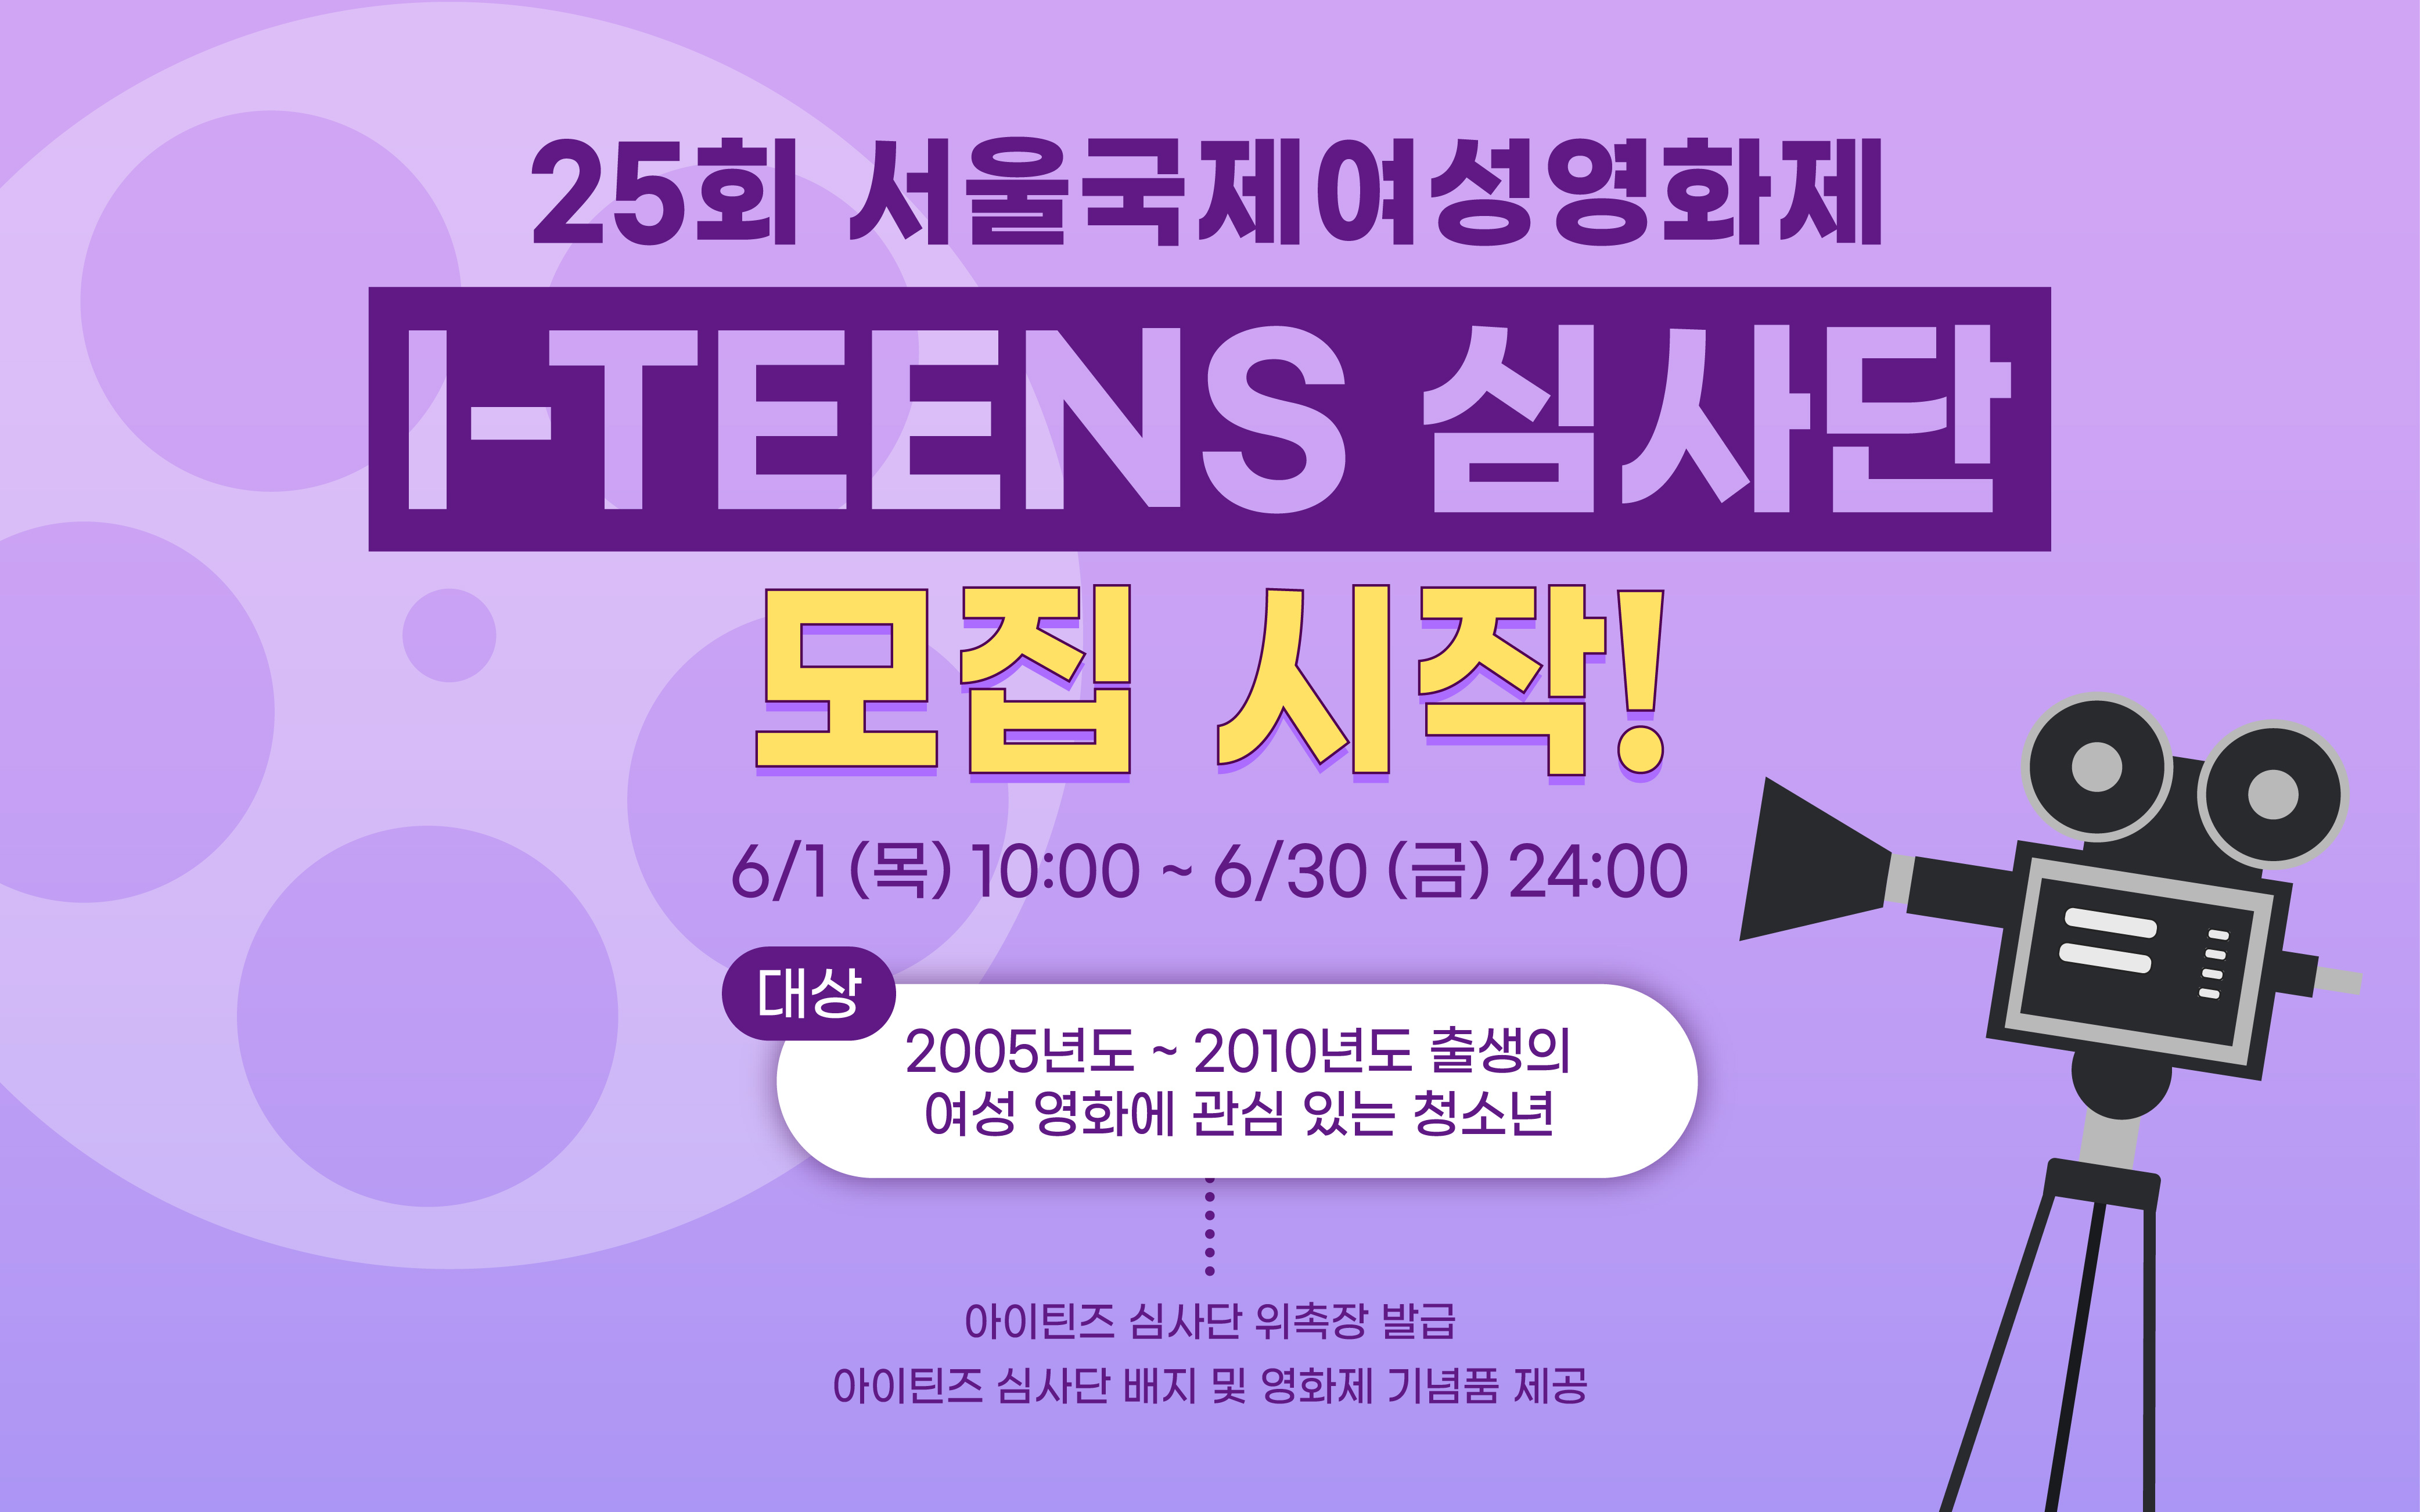 25회 서울국제여성영화제
I-TEENS 심사단
모집 시작!
6/1 (목) 10:00 ~ 6/30 (금) 24:00
대상
2005년도 ~ 2010년도 출생의
여성 영화에 관심 있는 청소년
아이틴즈 심사단 위촉장 발급
아이틴즈 심사단 배지 및 영화제 기념품 제공